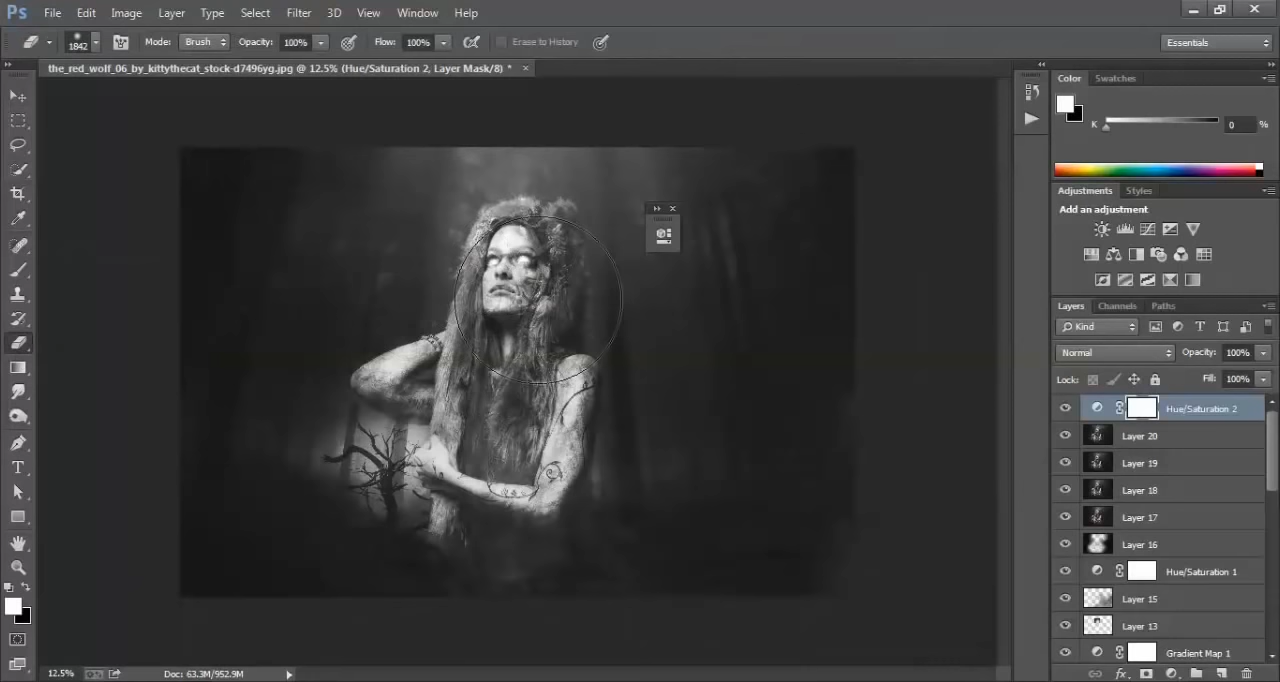 Ps File Edit Image Layer Type Select Filter 3D View Window Help
1842 Mode: Brush Opacity: 100% Flow: 100% Erase to History Essentials
the_red_wolf_06_by_kittythecat_stock-d7496yg.jpg @ 12.5% (Hue/Saturation 2, Layer Mask/8) * ×
Color Swatches
K 0 %
Adjustments Styles
Add an adjustment
Layers Channels Paths
Kind
Normal Opacity: 100%
Lock: Fill: 100%
Hue/Saturation 2
Layer 20
Layer 19
Layer 18
Layer 17
Layer 16
Hue/Saturation 1
Layer 15
Layer 13
Gradient Map 1
12.5% Doc: 63.3M/952.9M